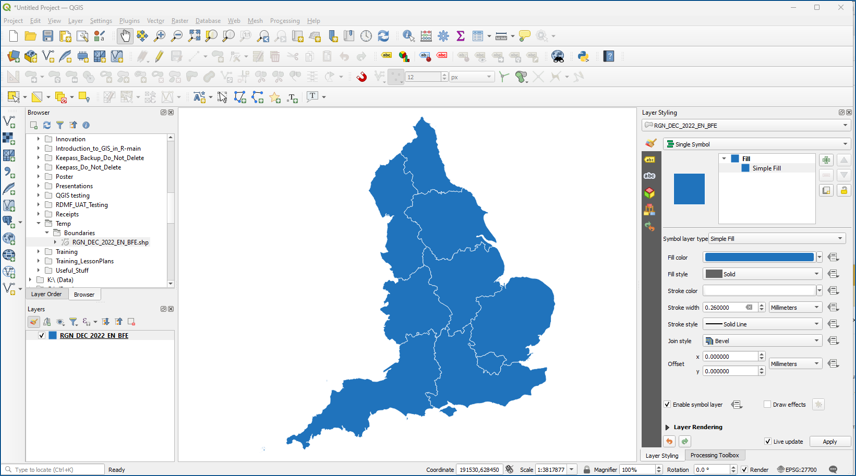 *Untitled Project — QGIS
Project Edit View Layer Settings Plugins Vector Raster Database Web Mesh Processing Help
12 px
Browser
Innovation
Introduction_to_GIS_in_R-main
Keepass_Backup_Do_Not_Delete
Keepass_Do_Not_Delete
Poster
Presentations
QGIS testing
RDMF_UAT_Testing
Receipts
Temp
Boundaries
RGN_DEC_2022_EN_BFE.shp
Training
Training_LessonPlans
Useful_Stuff
K:\ (Data)
Layer Order Browser
Layers
RGN_DEC_2022_EN_BFE
Layer Styling
RGN_DEC_2022_EN_BFE
Single Symbol
Fill
Simple Fill
Symbol layer type Simple Fill
Fill color
Fill style Solid
Stroke color
Stroke width 0.260000 Millimeters
Stroke style Solid Line
Join style Bevel
Offset x 0.000000 Millimeters
y 0.000000
Enable symbol layer Draw effects
Layer Rendering
Live update Apply
Layer Styling Processing Toolbox
Type to locate (Ctrl+K) Ready Coordinate 191530,628450 Scale 1:3817877 Magnifier 100% Rotation 0.0 ° Render EPSG:27700